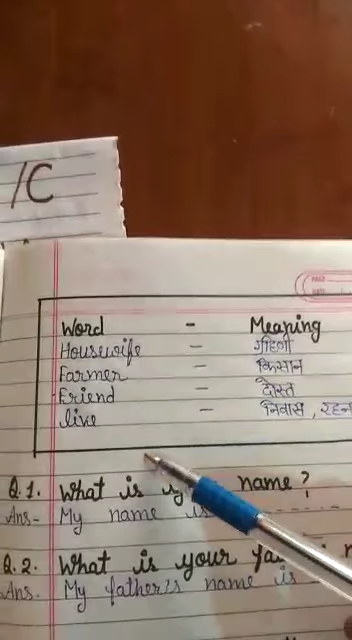 /C
Word - Meaning
Housewife - गृहिणी
Farmer - किसान
Friend - दोस्त
live - निवास,
Q.1. What is name?
Ans- My name is - - - - -
Q.2. What is your
Ans. My father's name is